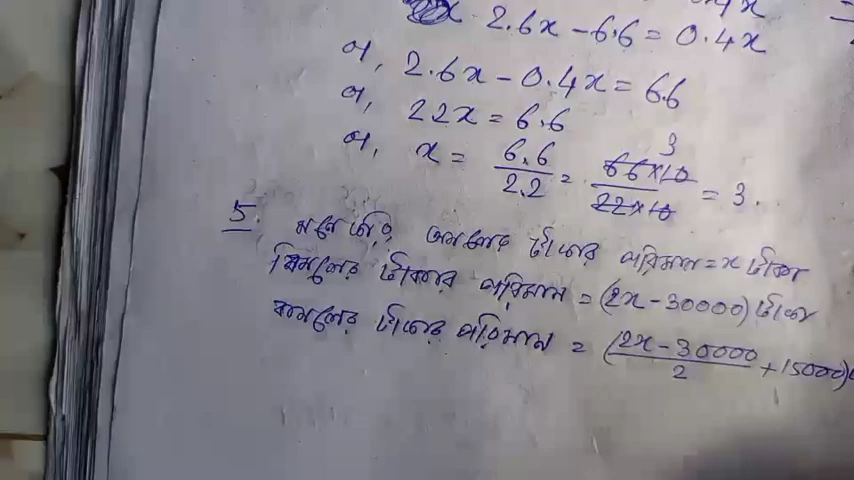 2.6x - 6.6 = 0.4x
বা, 2.6x - 0.4x = 6.6
বা, 22x = 6.6
বা, x = 6.6/2.2 = 66×10/22×10 = 3.
3
5. মনে করি, অমলের টাকার পরিমাণ = x টাকা
বিমলের টাকার পরিমাণ = (2x - 30000) টাকা
কমলের টাকার পরিমাণ = (2x - 30000/2 + 15000)